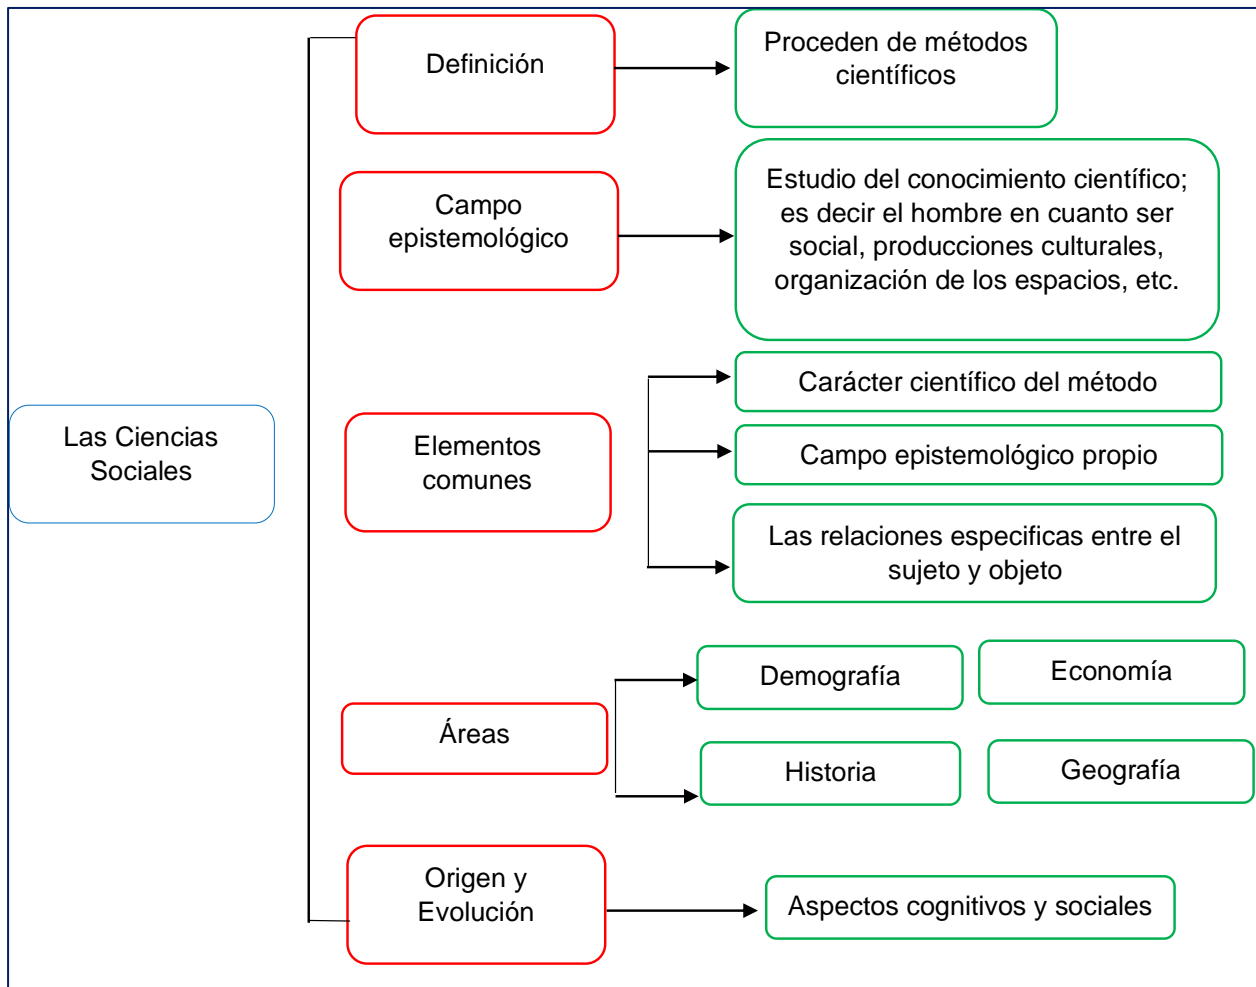 Definición
Proceden de métodos
científicos
Campo
epistemológico
Estudio del conocimiento científico;
es decir el hombre en cuanto ser
social, producciones culturales,
organización de los espacios, etc.
Las Ciencias
Sociales
Elementos
comunes
Carácter científico del método
Campo epistemológico propio
Las relaciones especificas entre el
sujeto y objeto
Áreas
Demografía
Economía
Historia
Geografía
Origen y
Evolución
Aspectos cognitivos y sociales